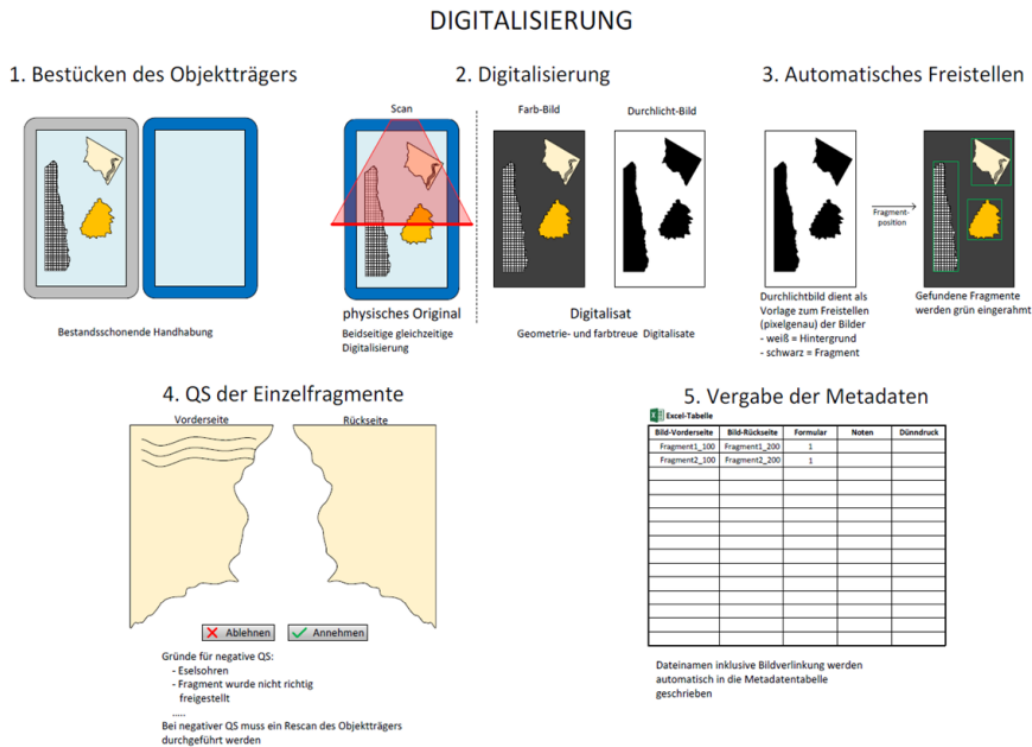 DIGITALISIERUNG
1. Bestücken des Objektträgers
Bestandsschonende Handhabung
2. Digitalisierung
Scan
Farb-Bild
Durchlicht-Bild
physisches Original
Beidseitige gleichzeitige
Digitalisierung
Digitalisat
Geometrie- und farbtreue Digitalisate
3. Automatisches Freistellen
Fragment-
position
Durchlichtbild dient als
Vorlage zum Freistellen
(pixelgenau) der Bilder
- weiß = Hintergrund
- schwarz = Fragment
Gefundene Fragmente
werden grün eingerahmt
4. QS der Einzelfragmente
Vorderseite
Rückseite
Ablehnen
Annehmen
Gründe für negative QS:
- Eselsohren
- Fragment wurde nicht richtig
freigestellt
.....
Bei negativer QS muss ein Rescan des Objektträgers
durchgeführt werden
5. Vergabe der Metadaten
Excel-Tabelle
Bild-Vorderseite Bild-Rückseite Formular Noten Dünndruck
Fragment1_100 Fragment1_200 1
Fragment2_100 Fragment2_200 1
Dateinamen inklusive Bildverlinkung werden
automatisch in die Metadatentabelle
geschrieben